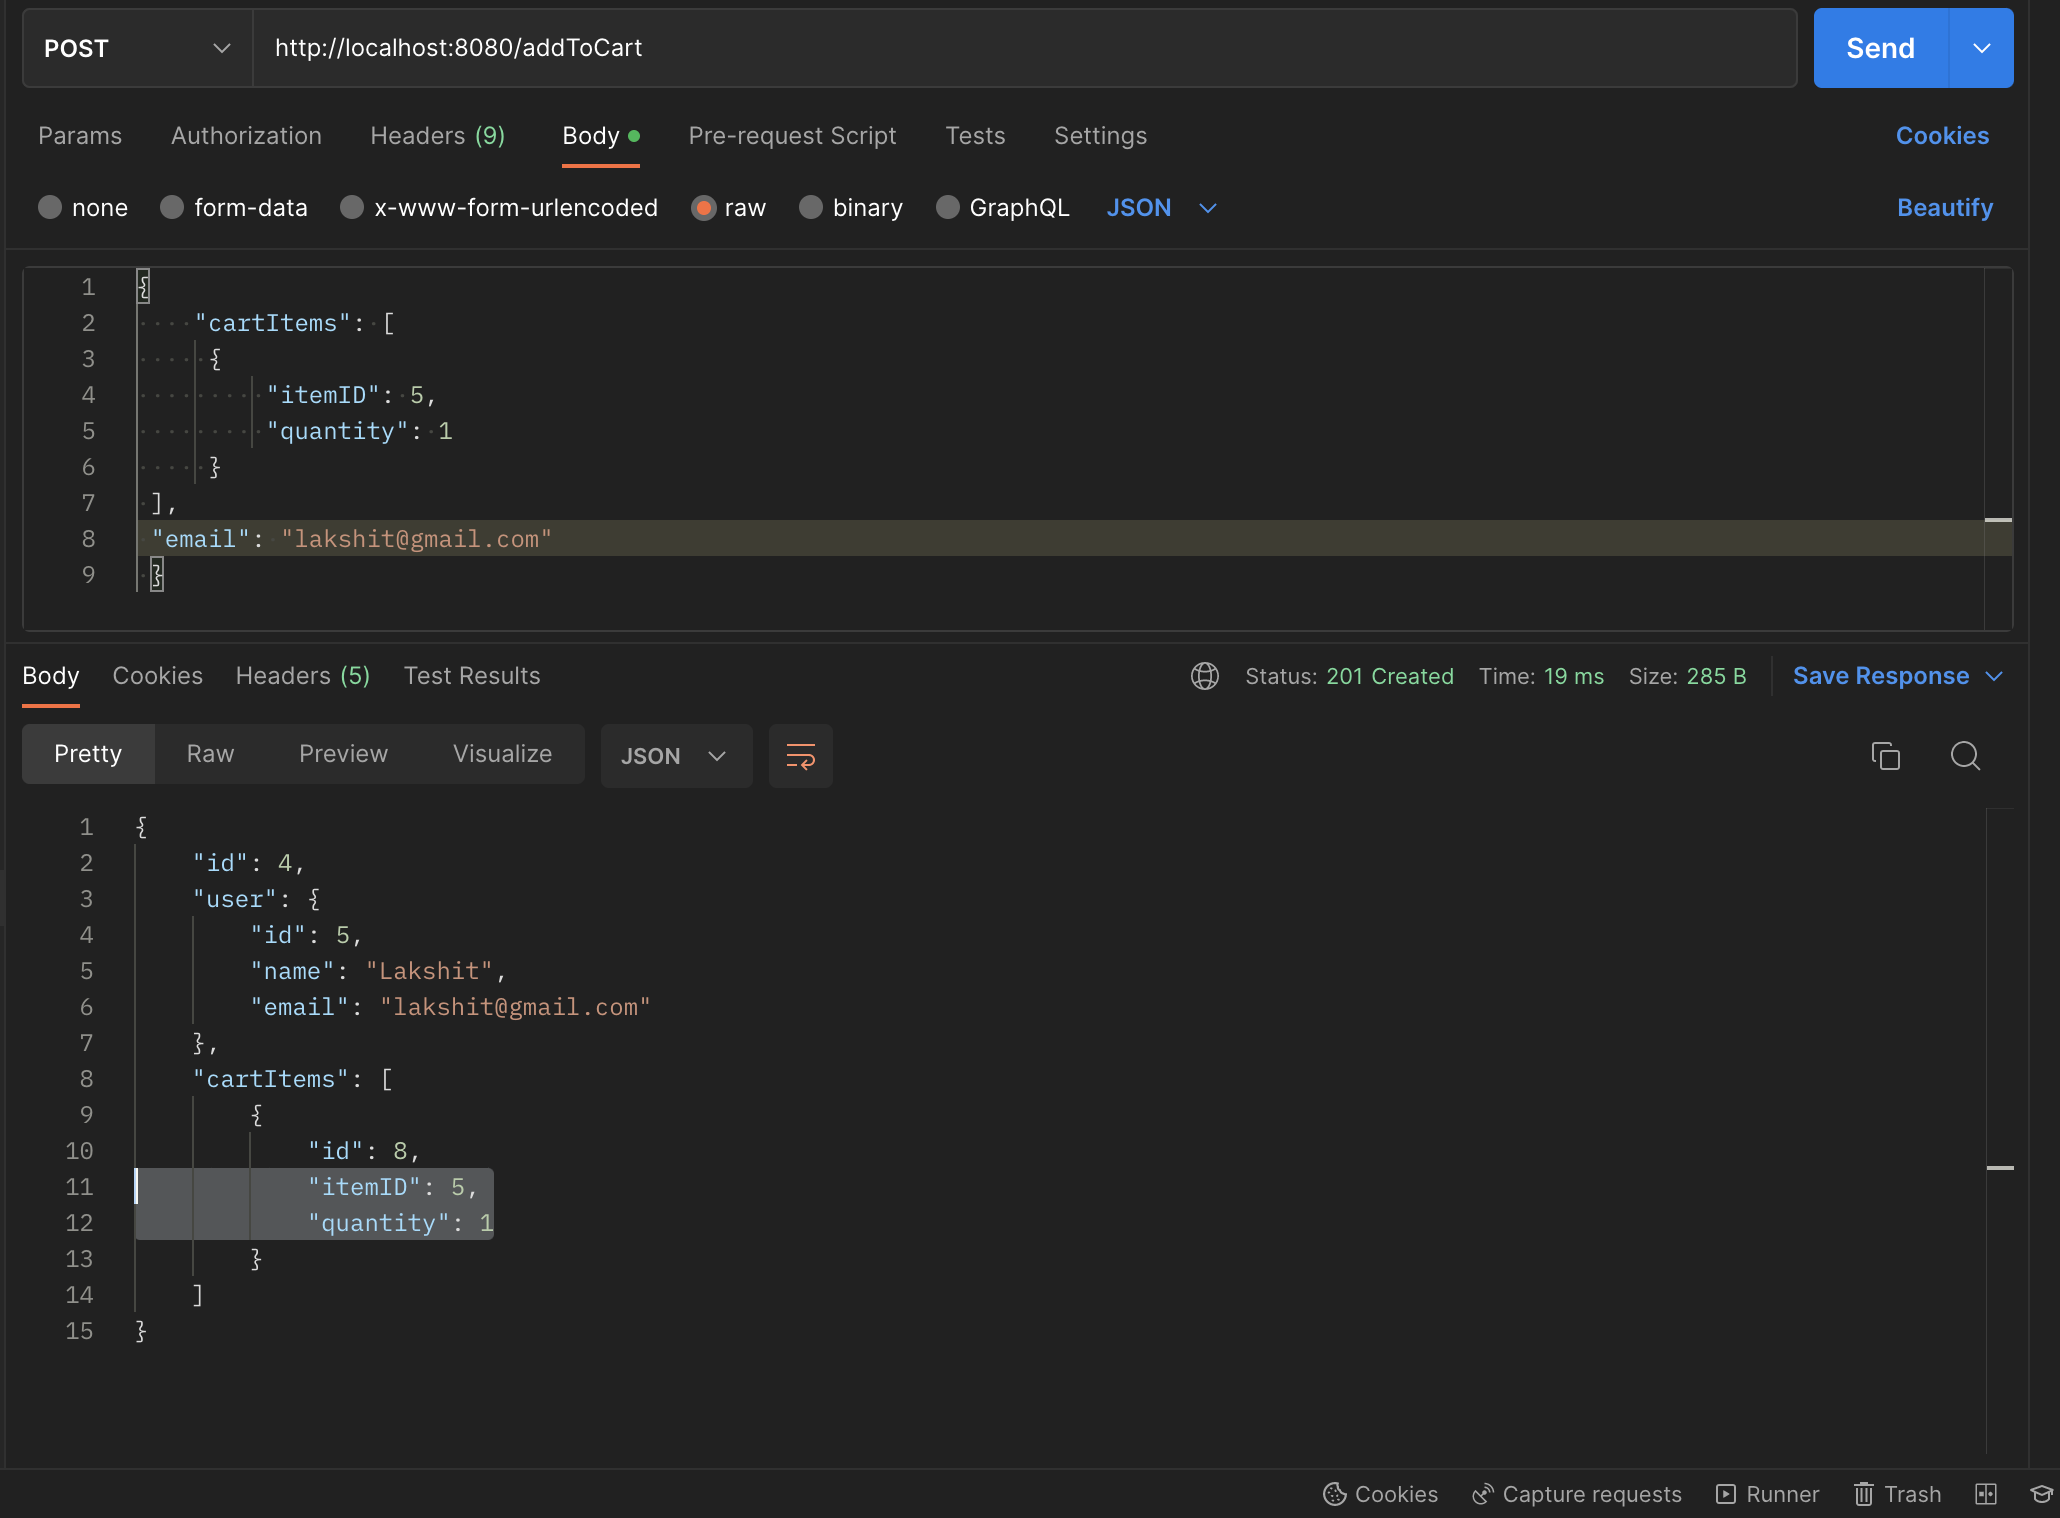 POST http://localhost:8080/addToCart Send
Params Authorization Headers (9) Body Pre-request Script Tests Settings Cookies
none form-data x-www-form-urlencoded raw binary GraphQL JSON Beautify
1 {
2 "cartItems": [
3 {
4 "itemID": 5,
5 "quantity": 1
6 }
7 ],
8 "email": "lakshit@gmail.com"
9 }
Body Cookies Headers (5) Test Results Status: 201 Created Time: 19 ms Size: 285 B Save Response
Pretty Raw Preview Visualize JSON
1 {
2 "id": 4,
3 "user": {
4 "id": 5,
5 "name": "Lakshit",
6 "email": "lakshit@gmail.com"
7 },
8 "cartItems": [
9 {
10 "id": 8,
11 "itemID": 5,
12 "quantity": 1
13 }
14 ]
15 }
Cookies Capture requests Runner Trash